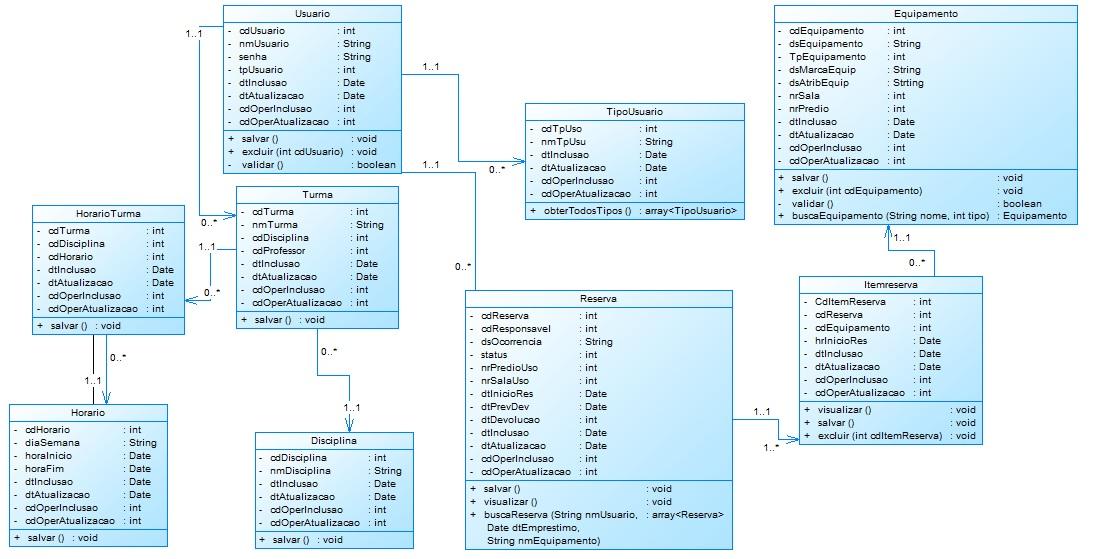 Usuario
- cdUsuario : int
- nmUsuario : String
- senha : String
- tpUsuario : int
- dtInclusao : Date
- dtAtualizacao : Date
- cdOperInclusao : int
- cdOperAtualizacao : int
+ salvar () : void
+ excluir (int cdUsuario) : void
- validar () : boolean
1..1
0..*
1..1
0..*
1..1
0..*
TipoUsuario
- cdTpUso : int
- nmTpUsu : String
- dtInclusao : Date
- dtAtualizacao : Date
- cdOperInclusao : int
- cdOperAtualizacao : int
+ obterTodosTipos () : array<TipoUsuario>
Equipamento
- cdEquipamento : int
- dsEquipamento : String
- TpEquipamento : int
- dsMarcaEquip : String
- dsAtribEquip : Strting
- nrSala : int
- nrPredio : int
- dtInclusao : Date
- dtAtualizacao : Date
- cdOperInclusao : int
- cdOperAtualizacao : int
+ salvar () : void
+ excluir (int cdEquipamento) : void
- validar () : boolean
+ buscaEquipamento (String nome, int tipo) : Equipamento
1..1
0..*
HorarioTurma
- cdTurma : int
- cdDisciplina : int
- cdHorario : int
- dtInclusao : Date
- dtAtualizacao : Date
- cdOperInclusao : int
- cdOperAtualizacao : int
+ salvar () : void
Turma
- cdTurma : int
- nmTurma : String
- cdDisciplina : int
- cdProfessor : int
- dtInclusao : Date
- dtAtualizacao : Date
- cdOperInclusao : int
- cdOperAtualizacao : int
+ salvar () : void
1..1
0..*
0..*
1..1
0..*
1..1
Reserva
- cdReserva : int
- cdResponsavel : int
- dsOcorrencia : String
- status : int
- nrPredioUso : int
- nrSalaUso : int
- dtInicioRes : Date
- dtPrevDev : Date
- dtDevolucao : int
- dtInclusao : Date
- dtAtualizacao : Date
- cdOperInclusao : int
- cdOperAtualizacao : int
+ salvar () : void
+ visualizar () : void
+ buscaReserva (String nmUsuario, : array<Reserva>
Date dtEmprestimo,
String nmEquipamento)
1..1
1..*
Itemreserva
- CdItemReserva : int
- cdReserva : int
- cdEquipamento : int
- hrInicioRes : Date
- dtInclusao : Date
- dtAtualizacao : Date
- cdOperInclusao : int
- cdOperAtualizacao : int
+ visualizar () : void
+ salvar () : void
+ excluir (int cdItemReserva) : void
Horario
- cdHorario : int
- diaSemana : String
- horaInicio : Date
- horaFim : Date
- dtInclusao : Date
- dtAtualizacao : Date
- cdOperInclusao : int
- cdOperAtualizacao : int
+ salvar () : void
Disciplina
- cdDisciplina : int
- nmDisciplina : String
- dtInclusao : Date
- dtAtualizacao : Date
- cdOperInclusao : int
- cdOperAtualizacao : int
+ salvar () : void